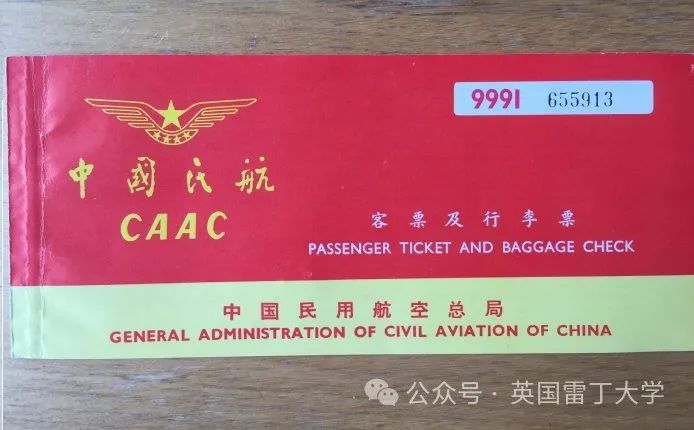 9991 655913
中國民航
CAAC
客票及行李票
PASSENGER TICKET AND BAGGAGE CHECK
中国民用航空总局
GENERAL ADMINISTRATION OF CIVIL AVIATION OF CHINA
公众号 · 英国雷丁大学